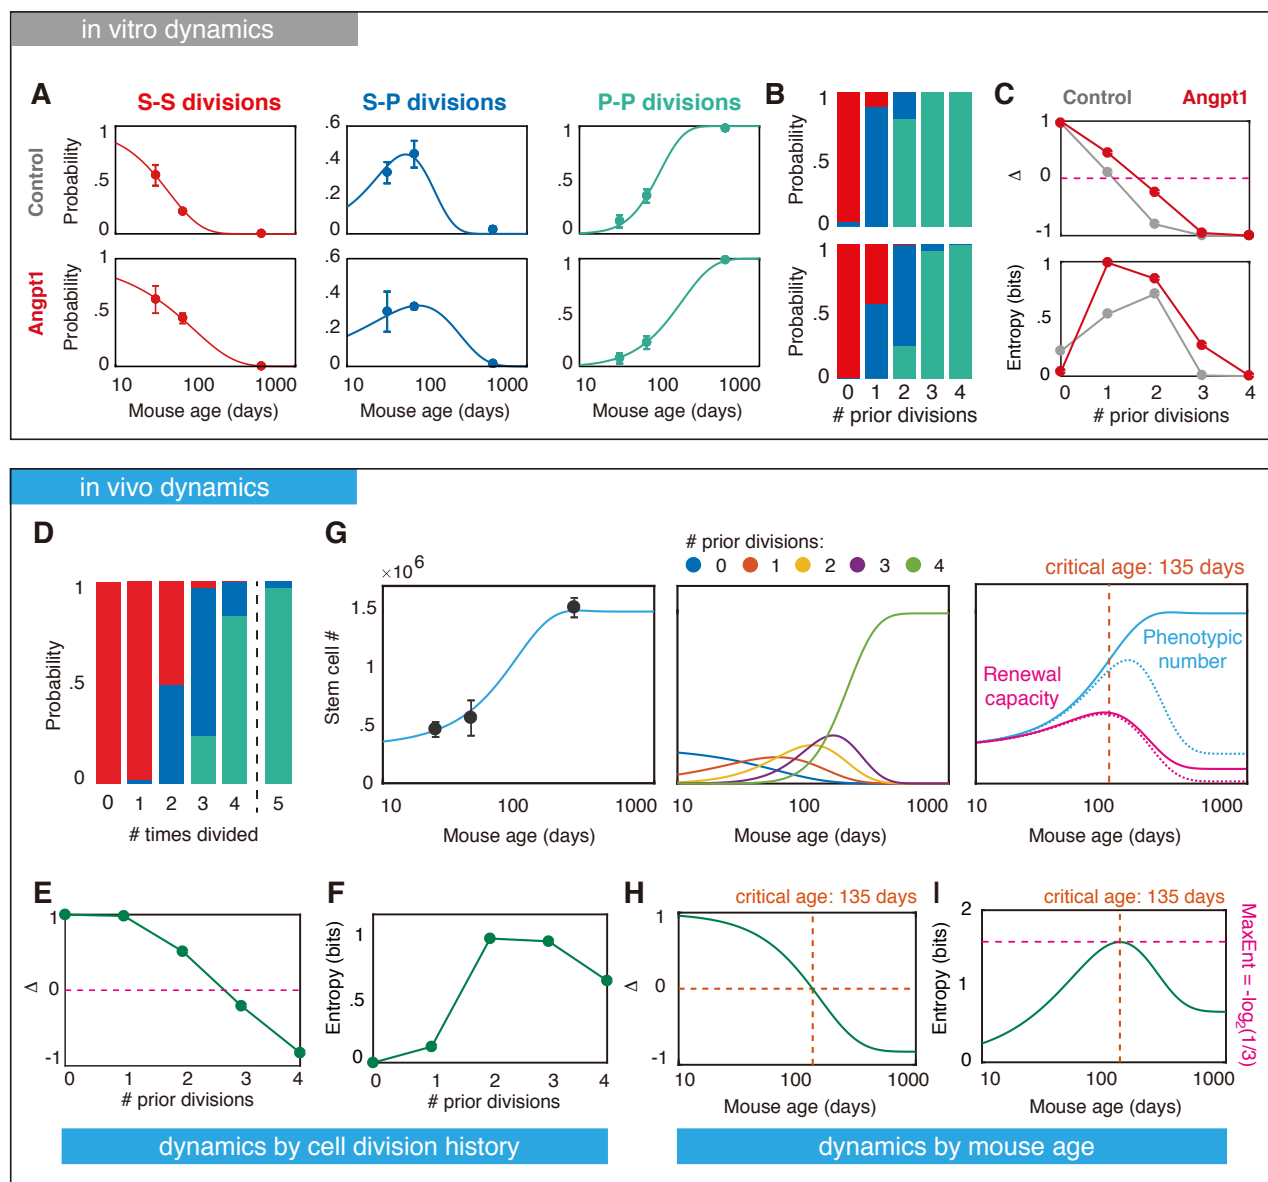 in vitro dynamics
A
S-S divisions
S-P divisions
P-P divisions
Control
Probability
1
.5
0
.6
.4
.2
0
1
.5
0
Angpt1
Probability
1
.5
0
.6
.4
.2
0
1
.5
0
10 100 1000
10 100 1000
10 100 1000
Mouse age (days)
Mouse age (days)
Mouse age (days)
B
Probability
1
.5
0
Probability
1
.5
0
0 1 2 3 4
# prior divisions
C
Control
Angpt1
Δ
1
0
-1
Entropy (bits)
1
.5
0
0 1 2 3 4
# prior divisions
in vivo dynamics
D
Probability
1
.5
0
0 1 2 3 4 5
# times divided
G
×10⁶
Stem cell #
1.5
1
.5
0
10 100 1000
Mouse age (days)
# prior divisions:
0 1 2 3 4
10 100 1000
Mouse age (days)
critical age: 135 days
Phenotypic
number
Renewal
capacity
10 100 1000
Mouse age (days)
E
Δ
1
0
-1
0 1 2 3 4
# prior divisions
F
Entropy (bits)
1
.5
0
0 1 2 3 4
# prior divisions
H
critical age: 135 days
Δ
1
0
-1
10 100 1000
Mouse age (days)
I
critical age: 135 days
Entropy (bits)
2
1
0
MaxEnt = -log₂(1/3)
10 100 1000
Mouse age (days)
dynamics by cell division history
dynamics by mouse age